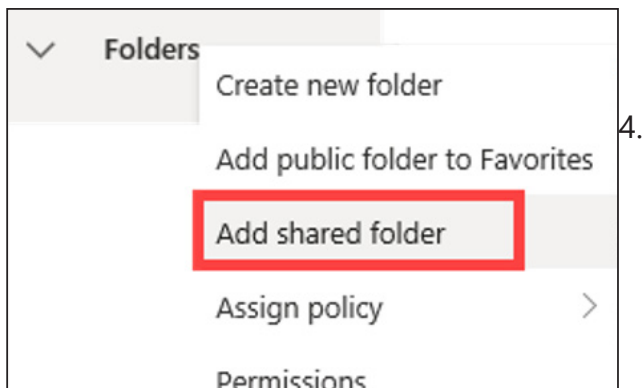 Folders
Create new folder
4.
Add public folder to Favorites
Add shared folder
Assign policy
Permissions